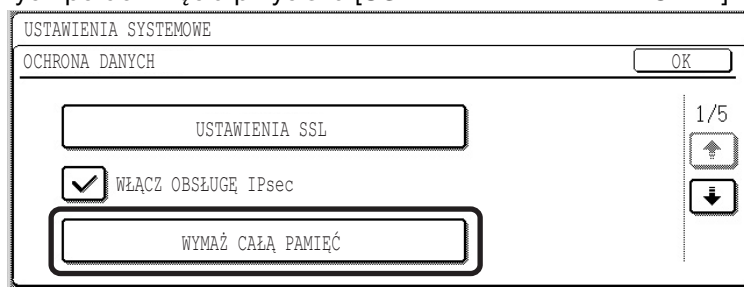 USTAWIENIA SYSTEMOWE
OCHRONA DANYCH OK
USTAWIENIA SSL 1/5
WŁĄCZ OBSŁUGĘ IPsec
WYMAŻ CAŁĄ PAMIĘĆ